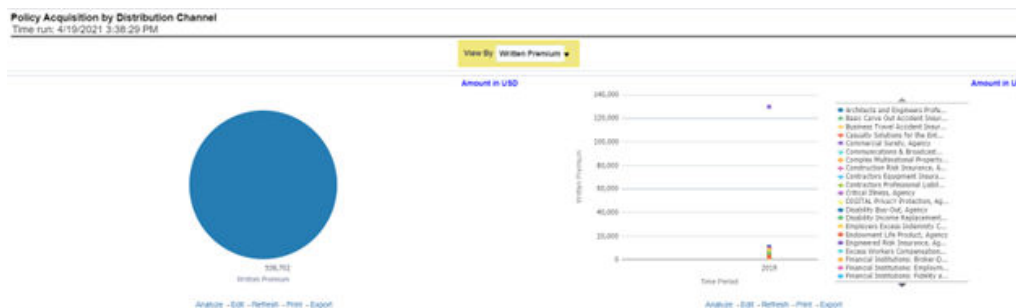 Policy Acquisition by Distribution Channel
Time run: 4/19/2021 3:38:29 PM
View By Written Premium
Amount in USD
Written Premium
Analyze - Edit - Refresh - Print - Export
Amount in U
140,000
120,000
100,000
80,000
60,000
40,000
20,000
0
Written Premium
2019
Time Period
Architects and Engineers Profe...
Basic Carve Out Accident Insur...
Business Travel Accident Insur...
Casualty Solutions for the Ent...
Commercial Surety, Agency
Communications & Broadcast...
Complex Multinational Property...
Construction Risk Insurance, A...
Contractors Equipment Insura...
Contractors Professional Liabil...
Critical Illness, Agency
DIGITAL Privacy Protection, Ag...
Disability Buy-Out, Agency
Disability Income Replacement...
Employers Excess Indemnity C...
Endowment Life Product, Agency
Engineered Risk Insurance, Ag...
Excess Workers Compensation...
Financial Institutions: Broker-D...
Financial Institutions: Employm...
Financial Institutions: Fidelity a...
Analyze - Edit - Refresh - Print - Export